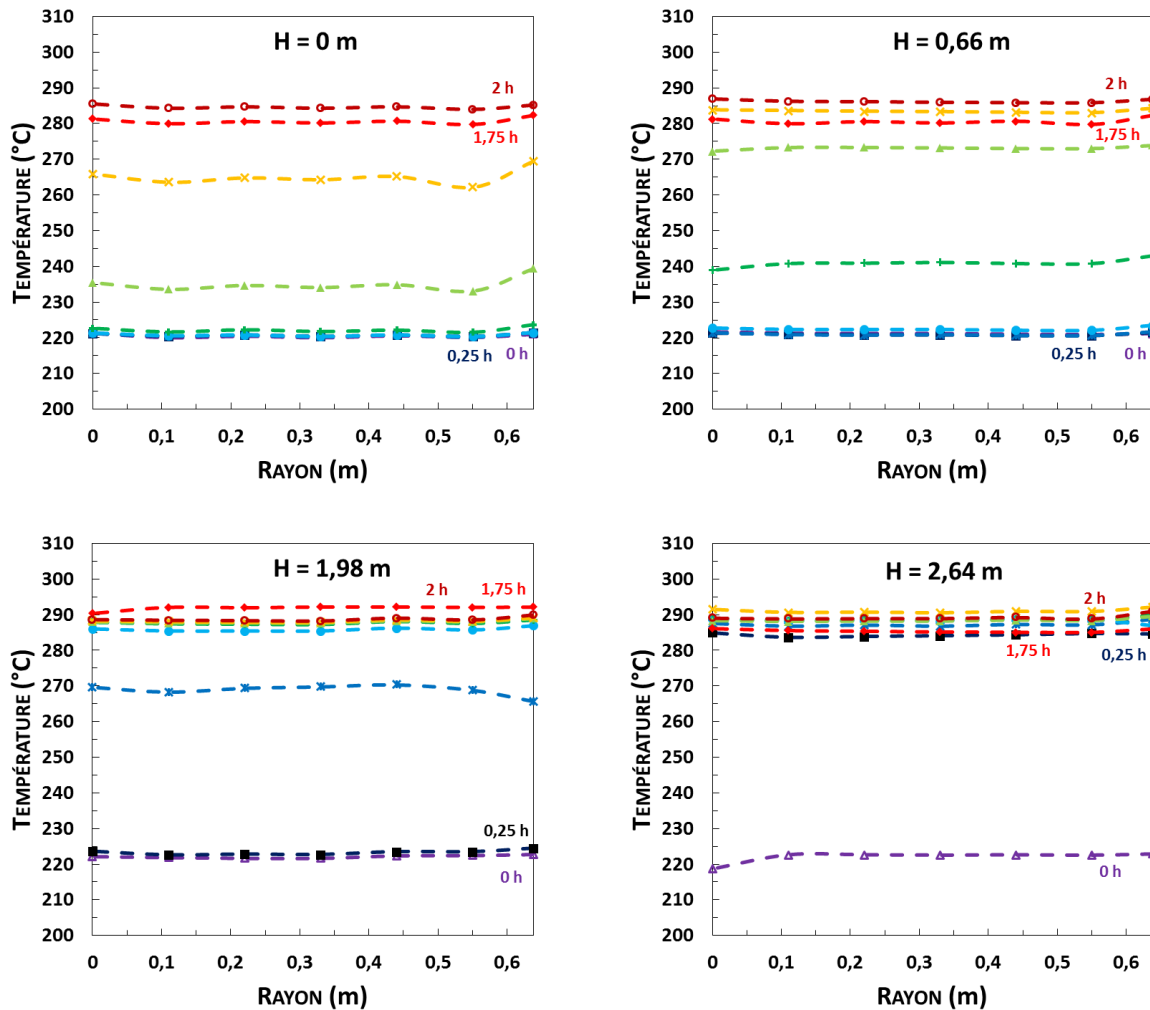 H = 0 m
TEMPÉRATURE (°C)
310
300
290
280
270
260
250
240
230
220
210
200
2 h
1,75 h
0,25 h
0 h
0
0,1
0,2
0,3
0,4
0,5
0,6
RAYON (m)
H = 0,66 m
TEMPÉRATURE (°C)
310
300
290
280
270
260
250
240
230
220
210
200
2 h
1,75 h
0,25 h
0 h
0
0,1
0,2
0,3
0,4
0,5
0,6
RAYON (m)
H = 1,98 m
TEMPÉRATURE (°C)
310
300
290
280
270
260
250
240
230
220
210
200
2 h
1,75 h
0,25 h
0 h
0
0,1
0,2
0,3
0,4
0,5
0,6
RAYON (m)
H = 2,64 m
TEMPÉRATURE (°C)
310
300
290
280
270
260
250
240
230
220
210
200
2 h
1,75 h
0,25 h
0 h
0
0,1
0,2
0,3
0,4
0,5
0,6
RAYON (m)